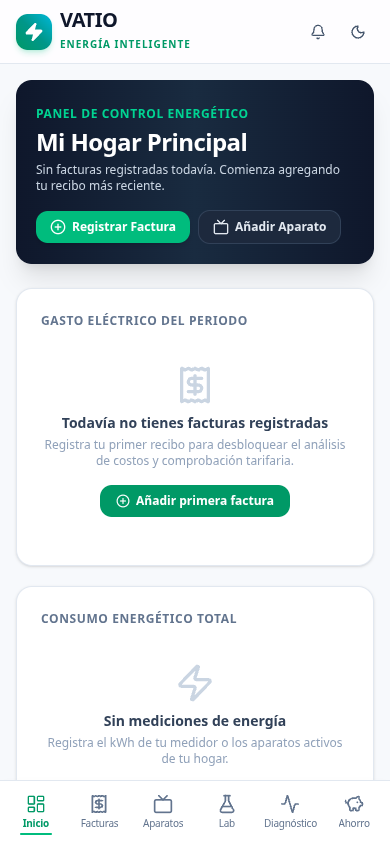 VATIO
ENERGÍA INTELIGENTE
PANEL DE CONTROL ENERGÉTICO
Mi Hogar Principal
Sin facturas registradas todavía. Comienza agregando
tu recibo más reciente.
Registrar Factura
Añadir Aparato
GASTO ELÉCTRICO DEL PERIODO
Todavía no tienes facturas registradas
Registra tu primer recibo para desbloquear el análisis
de costos y comprobación tarifaria.
Añadir primera factura
CONSUMO ENERGÉTICO TOTAL
Sin mediciones de energía
Registra el kWh de tu medidor o los aparatos activos
de tu hogar.
Inicio
Facturas
Aparatos
Lab
Diagnóstico
Ahorro